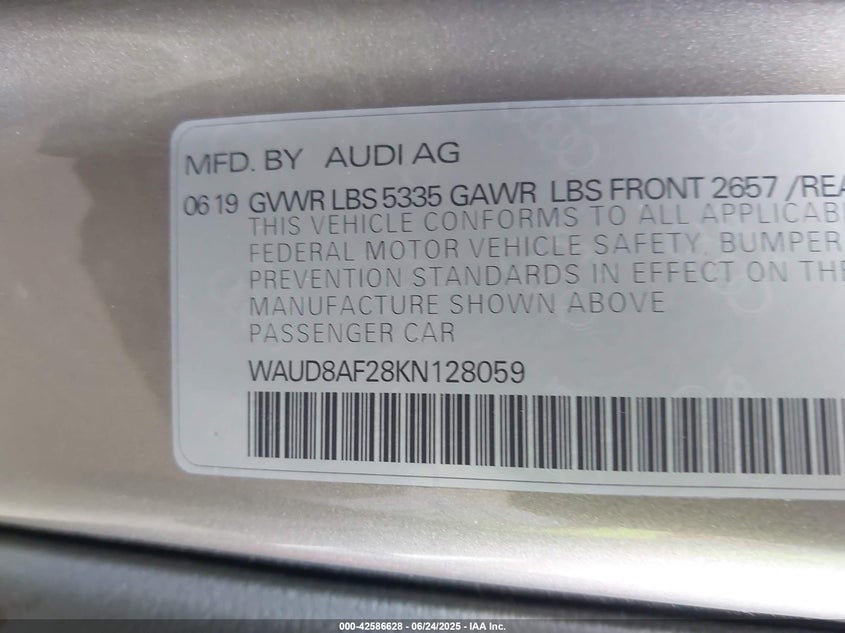 MFD. BY AUDI AG
06 19 GVWR LBS 5335 GAWR LBS FRONT 2657 /REA
THIS VEHICLE CONFORMS TO ALL APPLICAB
FEDERAL MOTOR VEHICLE SAFETY, BUMPER
PREVENTION STANDARDS IN EFFECT ON THE
MANUFACTURE SHOWN ABOVE
PASSENGER CAR
WAUD8AF28KN128059
000-42586628 - 06/24/2025 - IAA Inc.